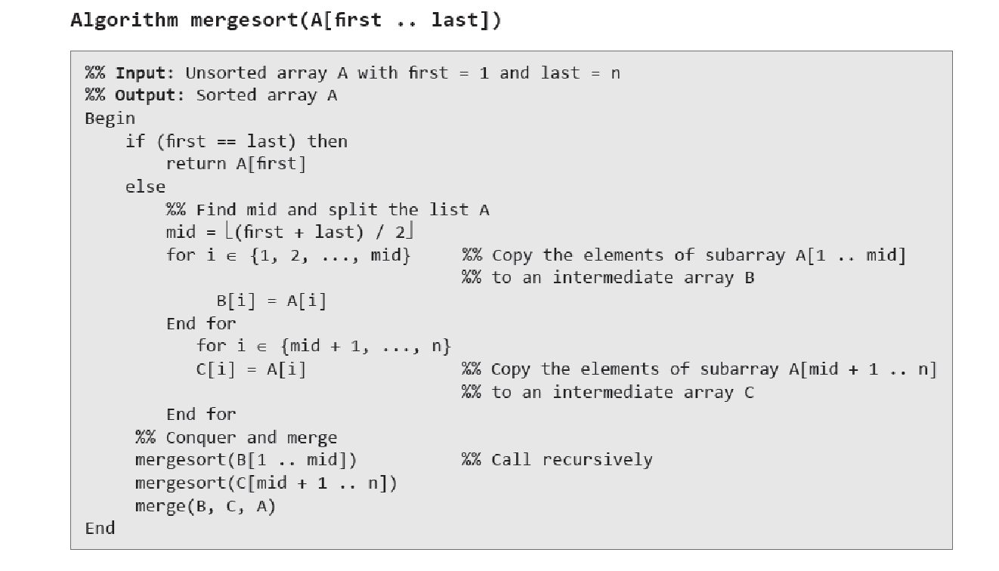 Algorithm mergesort(A[first .. last])
%% Input: Unsorted array A with first = 1 and last = n
%% Output: Sorted array A
Begin
if (first == last) then
return A[first]
else
%% Find mid and split the list A
mid = ⌊(first + last) / 2⌋
for i ∈ {1, 2, ..., mid} %% Copy the elements of subarray A[1 .. mid]
%% to an intermediate array B
B[i] = A[i]
End for
for i ∈ {mid + 1, ..., n}
C[i] = A[i] %% Copy the elements of subarray A[mid + 1 .. n]
%% to an intermediate array C
End for
%% Conquer and merge
mergesort(B[1 .. mid]) %% Call recursively
mergesort(C[mid + 1 .. n])
merge(B, C, A)
End